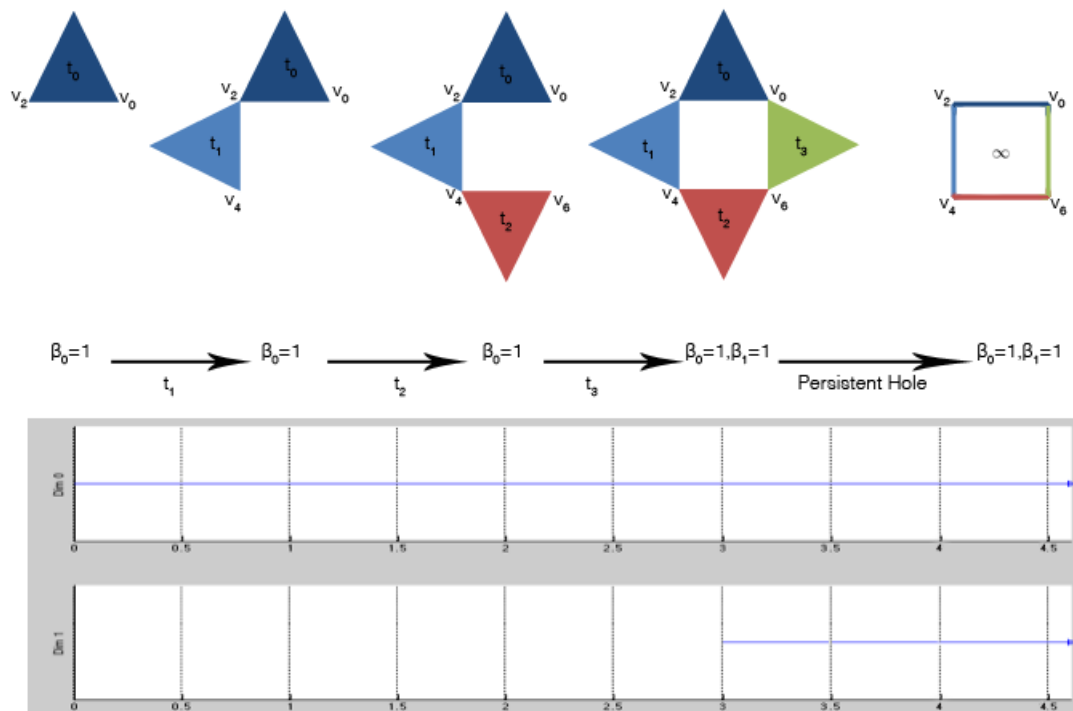 t₀
v₂ v₀
t₀
v₂ v₀
t₁
v₄
t₀
v₂ v₀
t₁
v₄ v₆
t₂
t₀
v₂ v₀
t₁ t₃
v₄ v₆
t₂
v₂ v₀
∞
v₄ v₆
β₀=1 β₀=1 β₀=1 β₀=1,β₁=1 β₀=1,β₁=1
t₁ t₂ t₃ Persistent Hole
Dim 0
0 0.5 1 1.5 2 2.5 3 3.5 4 4.5
Dim 1
0 0.5 1 1.5 2 2.5 3 3.5 4 4.5